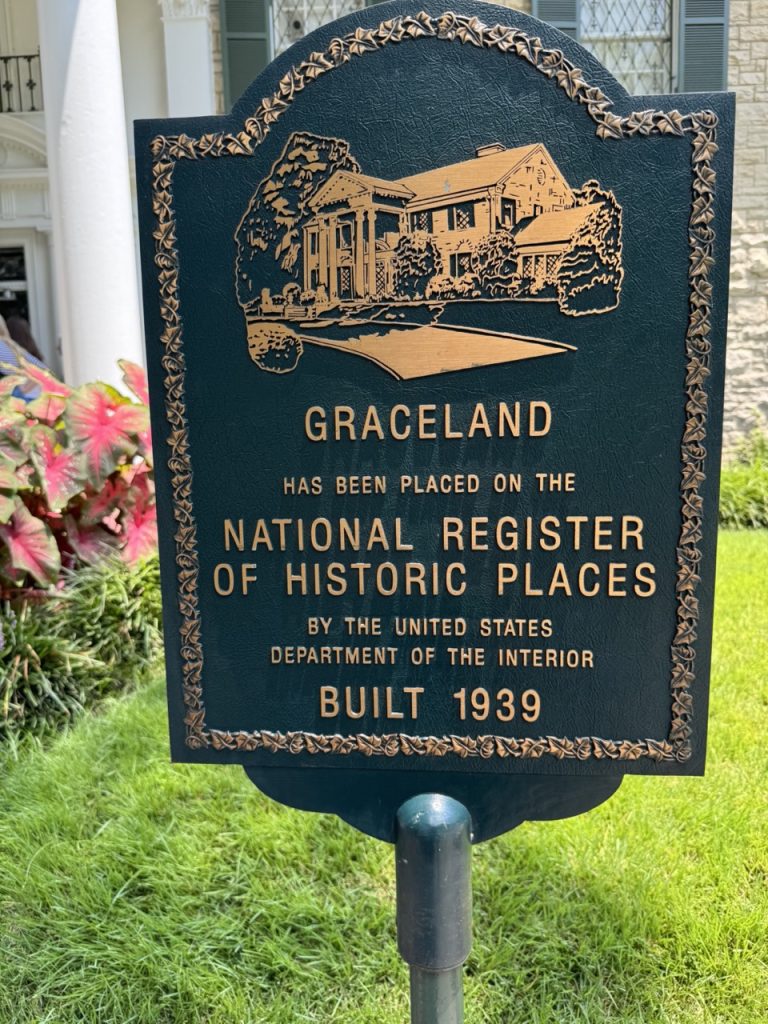 GRACELAND
HAS BEEN PLACED ON THE
NATIONAL REGISTER
OF HISTORIC PLACES
BY THE UNITED STATES
DEPARTMENT OF THE INTERIOR
BUILT 1939